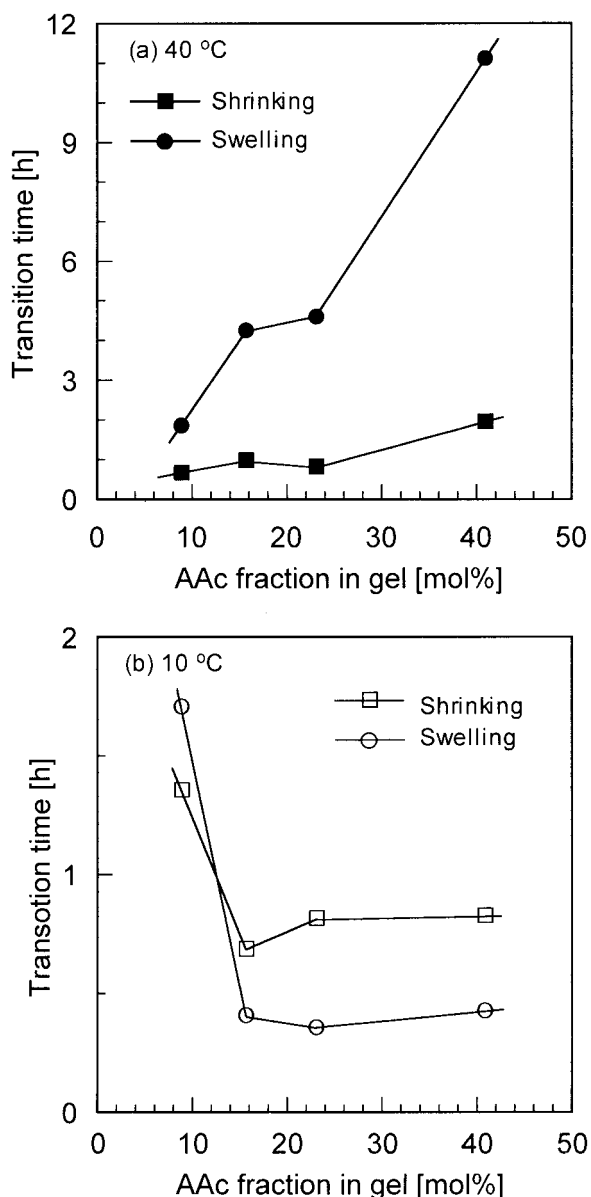 12
(a) 40 °C
Shrinking
Swelling
9
6
3
0
Transition time [h]
0 10 20 30 40 50
AAc fraction in gel [mol%]
2
(b) 10 °C
Shrinking
Swelling
1
0
Transotion time [h]
0 10 20 30 40 50
AAc fraction in gel [mol%]